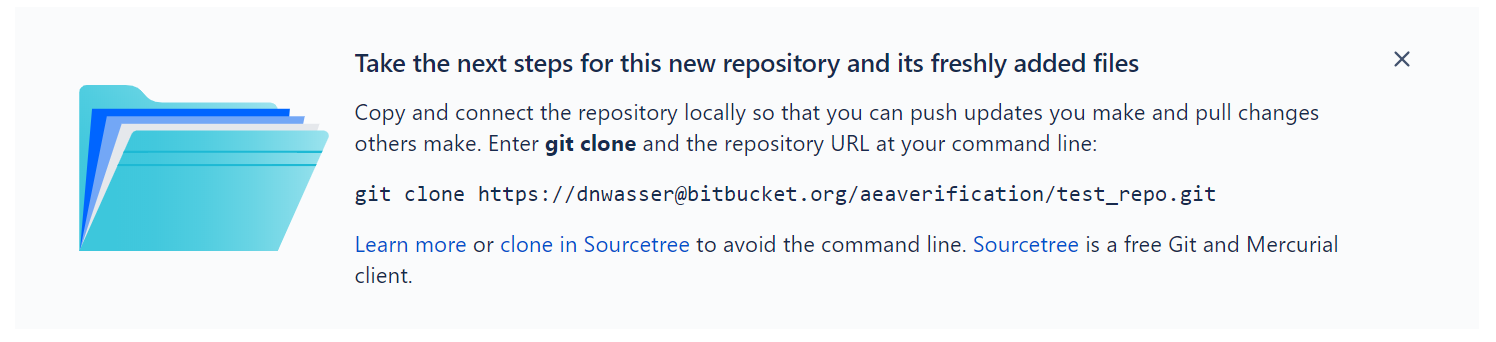 Take the next steps for this new repository and its freshly added files
Copy and connect the repository locally so that you can push updates you make and pull changes
others make. Enter git clone and the repository URL at your command line:
git clone https://dnwasser@bitbucket.org/aeaverification/test_repo.git
Learn more or clone in Sourcetree to avoid the command line. Sourcetree is a free Git and Mercurial
client.